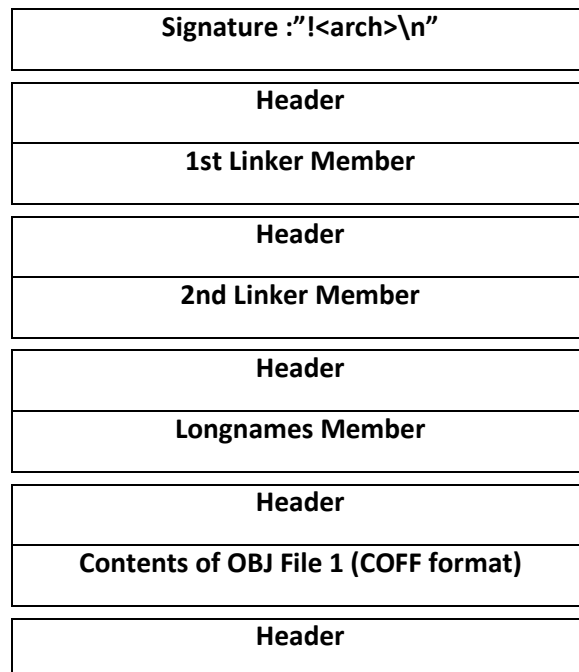 Signature :”!<arch>\n”
Header
1st Linker Member
Header
2nd Linker Member
Header
Longnames Member
Header
Contents of OBJ File 1 (COFF format)
Header